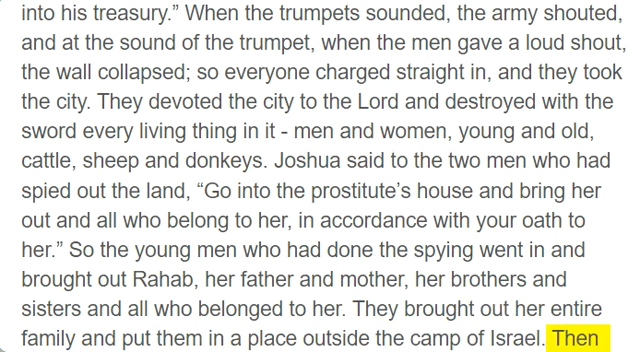 into his treasury.” When the trumpets sounded, the army shouted,
and at the sound of the trumpet, when the men gave a loud shout,
the wall collapsed; so everyone charged straight in, and they took
the city. They devoted the city to the Lord and destroyed with the
sword every living thing in it - men and women, young and old,
cattle, sheep and donkeys. Joshua said to the two men who had
spied out the land, “Go into the prostitute’s house and bring her
out and all who belong to her, in accordance with your oath to
her.” So the young men who had done the spying went in and
brought out Rahab, her father and mother, her brothers and
sisters and all who belonged to her. They brought out her entire
family and put them in a place outside the camp of Israel. Then